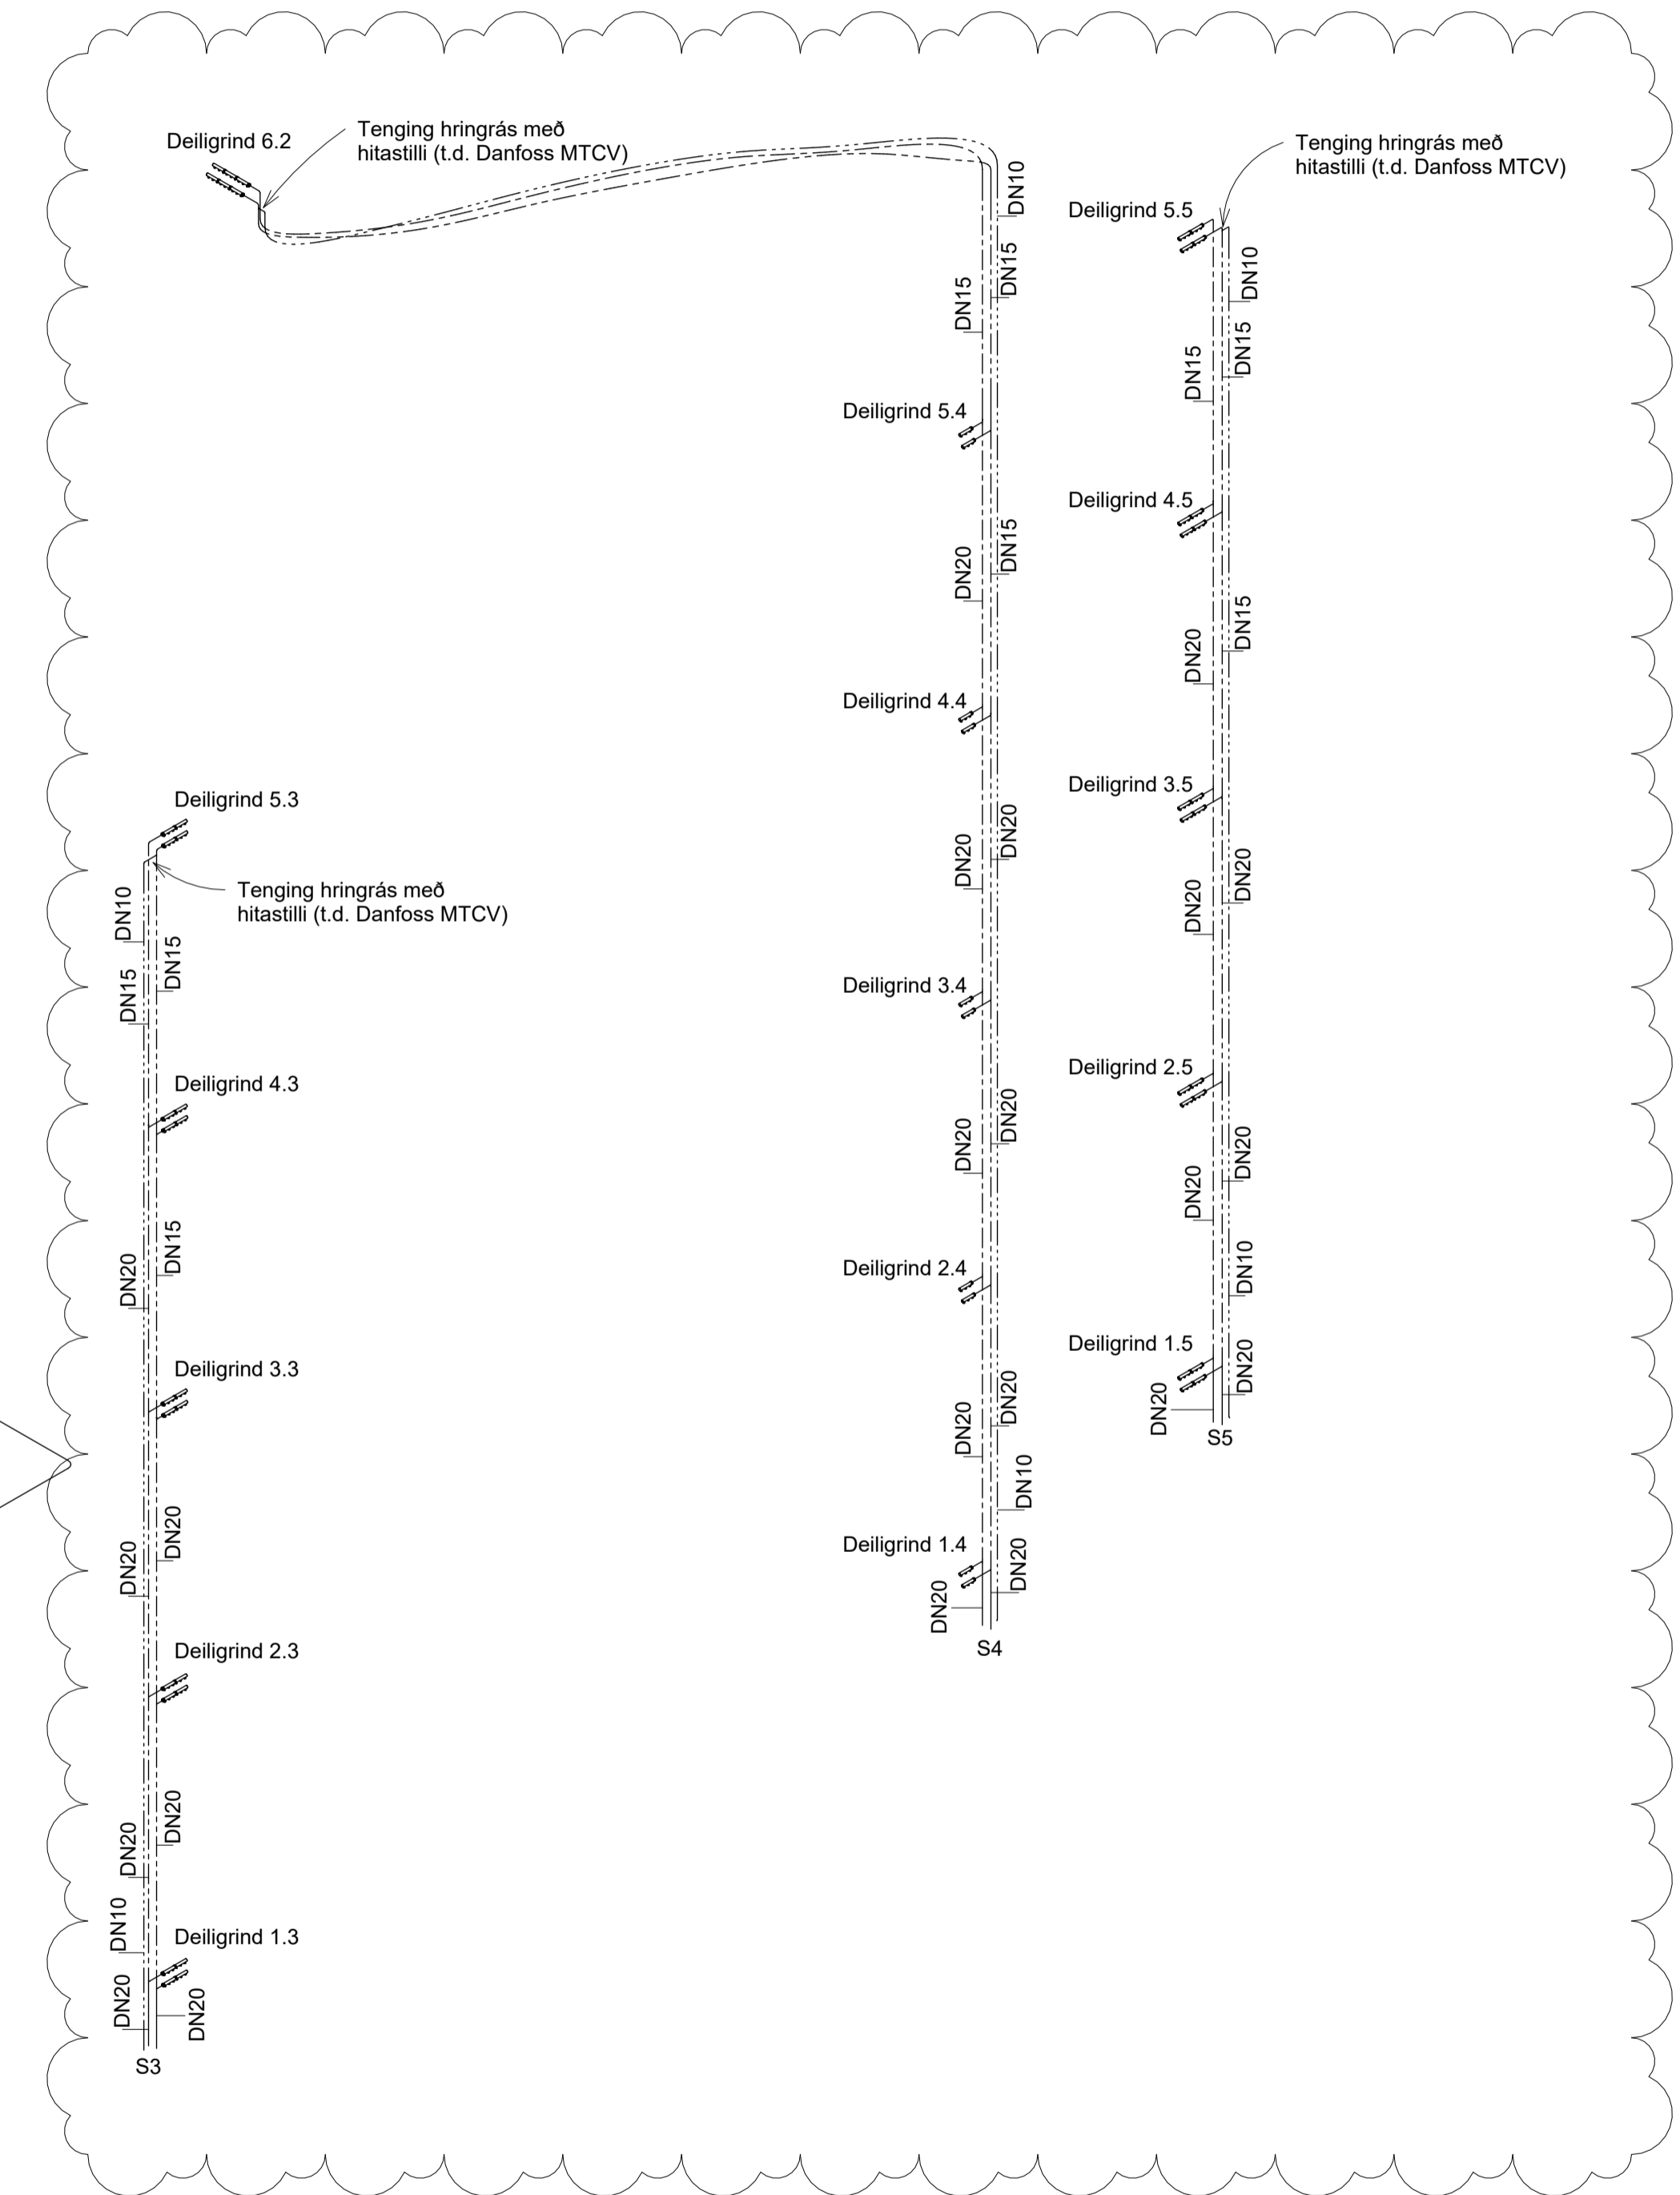 Deiligrind 6.2
Tenging hringrás með
hitastilli (t.d. Danfoss MTCV)
DN10
DN15
DN15
Deiligrind 5.4
DN15
DN20
Deiligrind 4.4
DN20
DN20
Deiligrind 3.4
DN20
DN20
Deiligrind 2.4
DN20
DN20
DN10
Deiligrind 1.4
DN20
DN20
S4
Tenging hringrás með
hitastilli (t.d. Danfoss MTCV)
Deiligrind 5.5
DN10
DN15
DN15
Deiligrind 4.5
DN15
DN20
Deiligrind 3.5
DN20
DN20
Deiligrind 2.5
DN20
DN20
DN10
Deiligrind 1.5
DN20
DN20
S5
Deiligrind 5.3
Tenging hringrás með
hitastilli (t.d. Danfoss MTCV)
DN10
DN15
DN15
Deiligrind 4.3
DN15
DN20
Deiligrind 3.3
DN20
DN20
Deiligrind 2.3
DN20
DN20
DN10
Deiligrind 1.3
DN20
DN20
S3